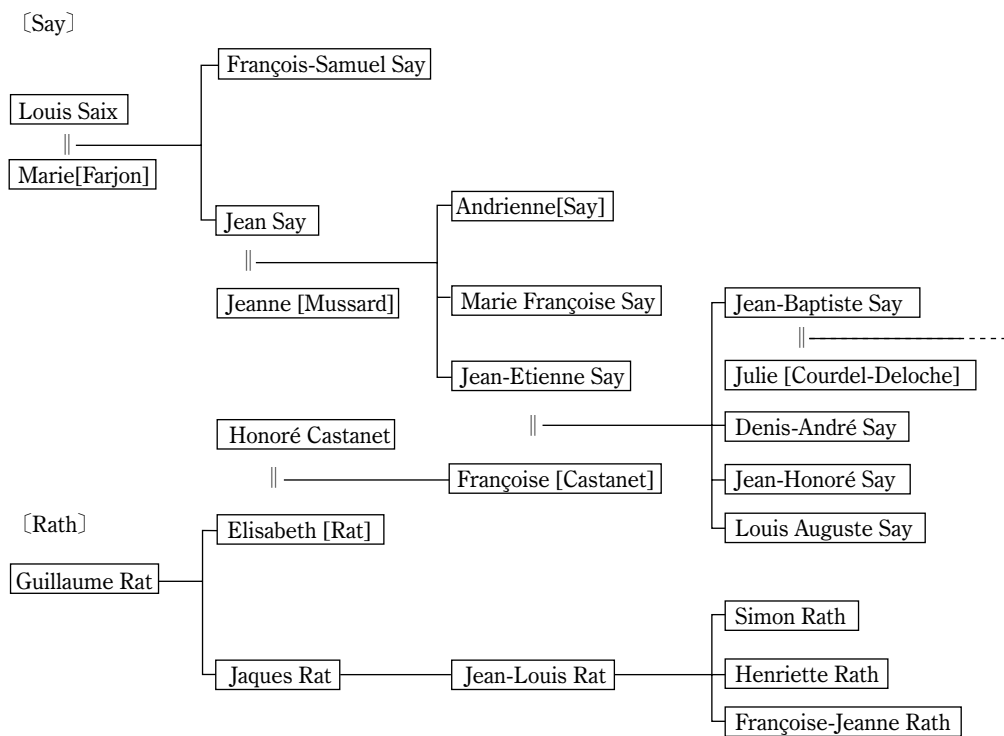 〔Say〕
François-Samuel Say
Louis Saix
Marie[Farjon]
Jean Say
Andrienne[Say]
Jeanne [Mussard]
Marie Françoise Say
Jean-Baptiste Say
Jean-Etienne Say
Julie [Courdel-Deloche]
Honoré Castanet
Denis-André Say
Françoise [Castanet]
Jean-Honoré Say
〔Rath〕
Elisabeth [Rat]
Louis Auguste Say
Guillaume Rat
Simon Rath
Jaques Rat
Jean-Louis Rat
Henriette Rath
Françoise-Jeanne Rath